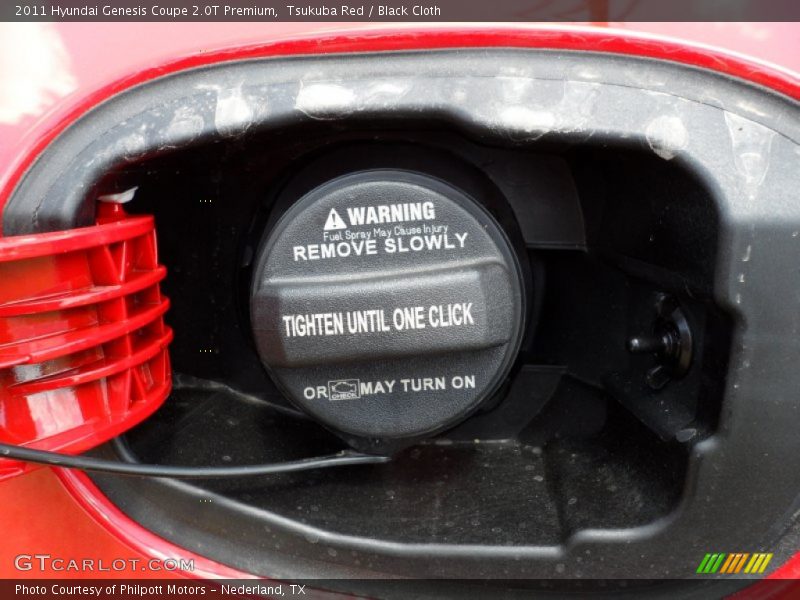 2011 Hyundai Genesis Coupe 2.0T Premium,  Tsukuba Red / Black Cloth
WARNING
Fuel Spray May Cause Injury
REMOVE SLOWLY
TIGHTEN UNTIL ONE CLICK
OR CHECK MAY TURN ON
GTCARLOT.COM
Photo Courtesy of Philpott Motors - Nederland, TX